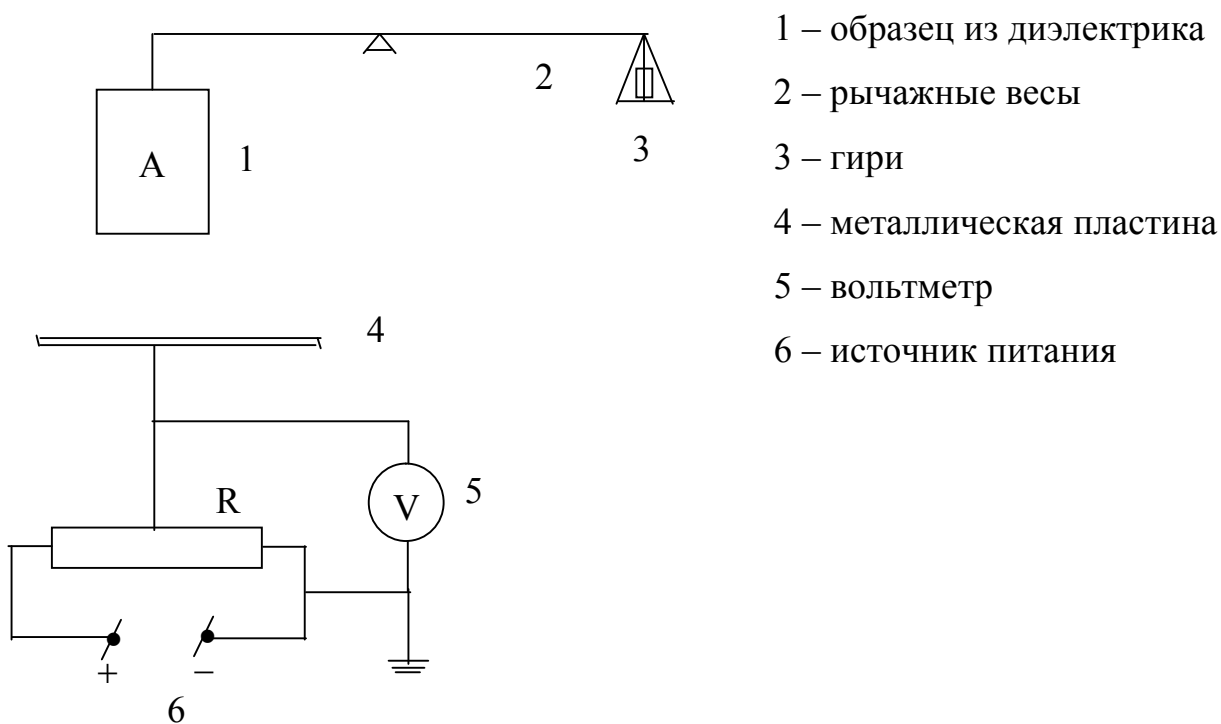 1 – образец из диэлектрика
2 – рычажные весы
3 – гири
4 – металлическая пластина
5 – вольтметр
6 – источник питания
2
A
1
3
4
R
V
5
+
–
6